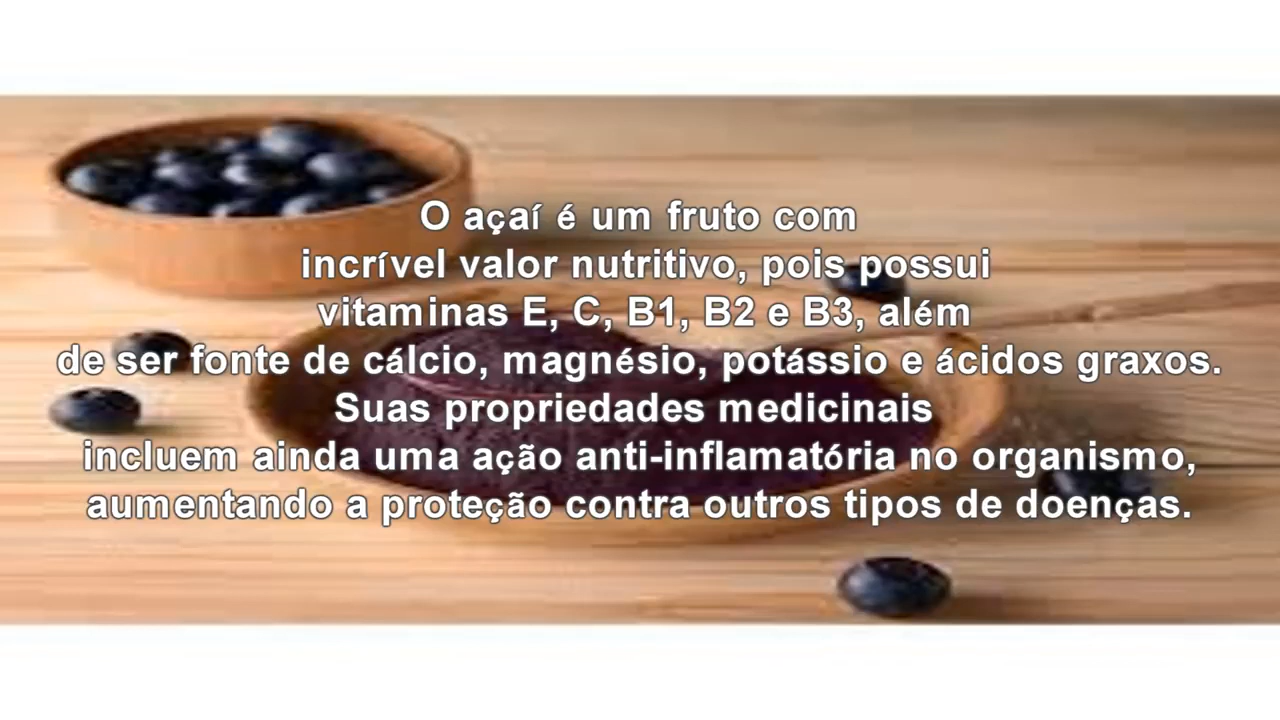 O açaí é um fruto com
incrível valor nutritivo, pois possui
vitaminas E, C, B1, B2 e B3, além
de ser fonte de cálcio, magnésio, potássio e ácidos graxos.
Suas propriedades medicinais
incluem ainda uma ação anti-inflamatória no organismo,
aumentando a proteção contra outros tipos de doenças.